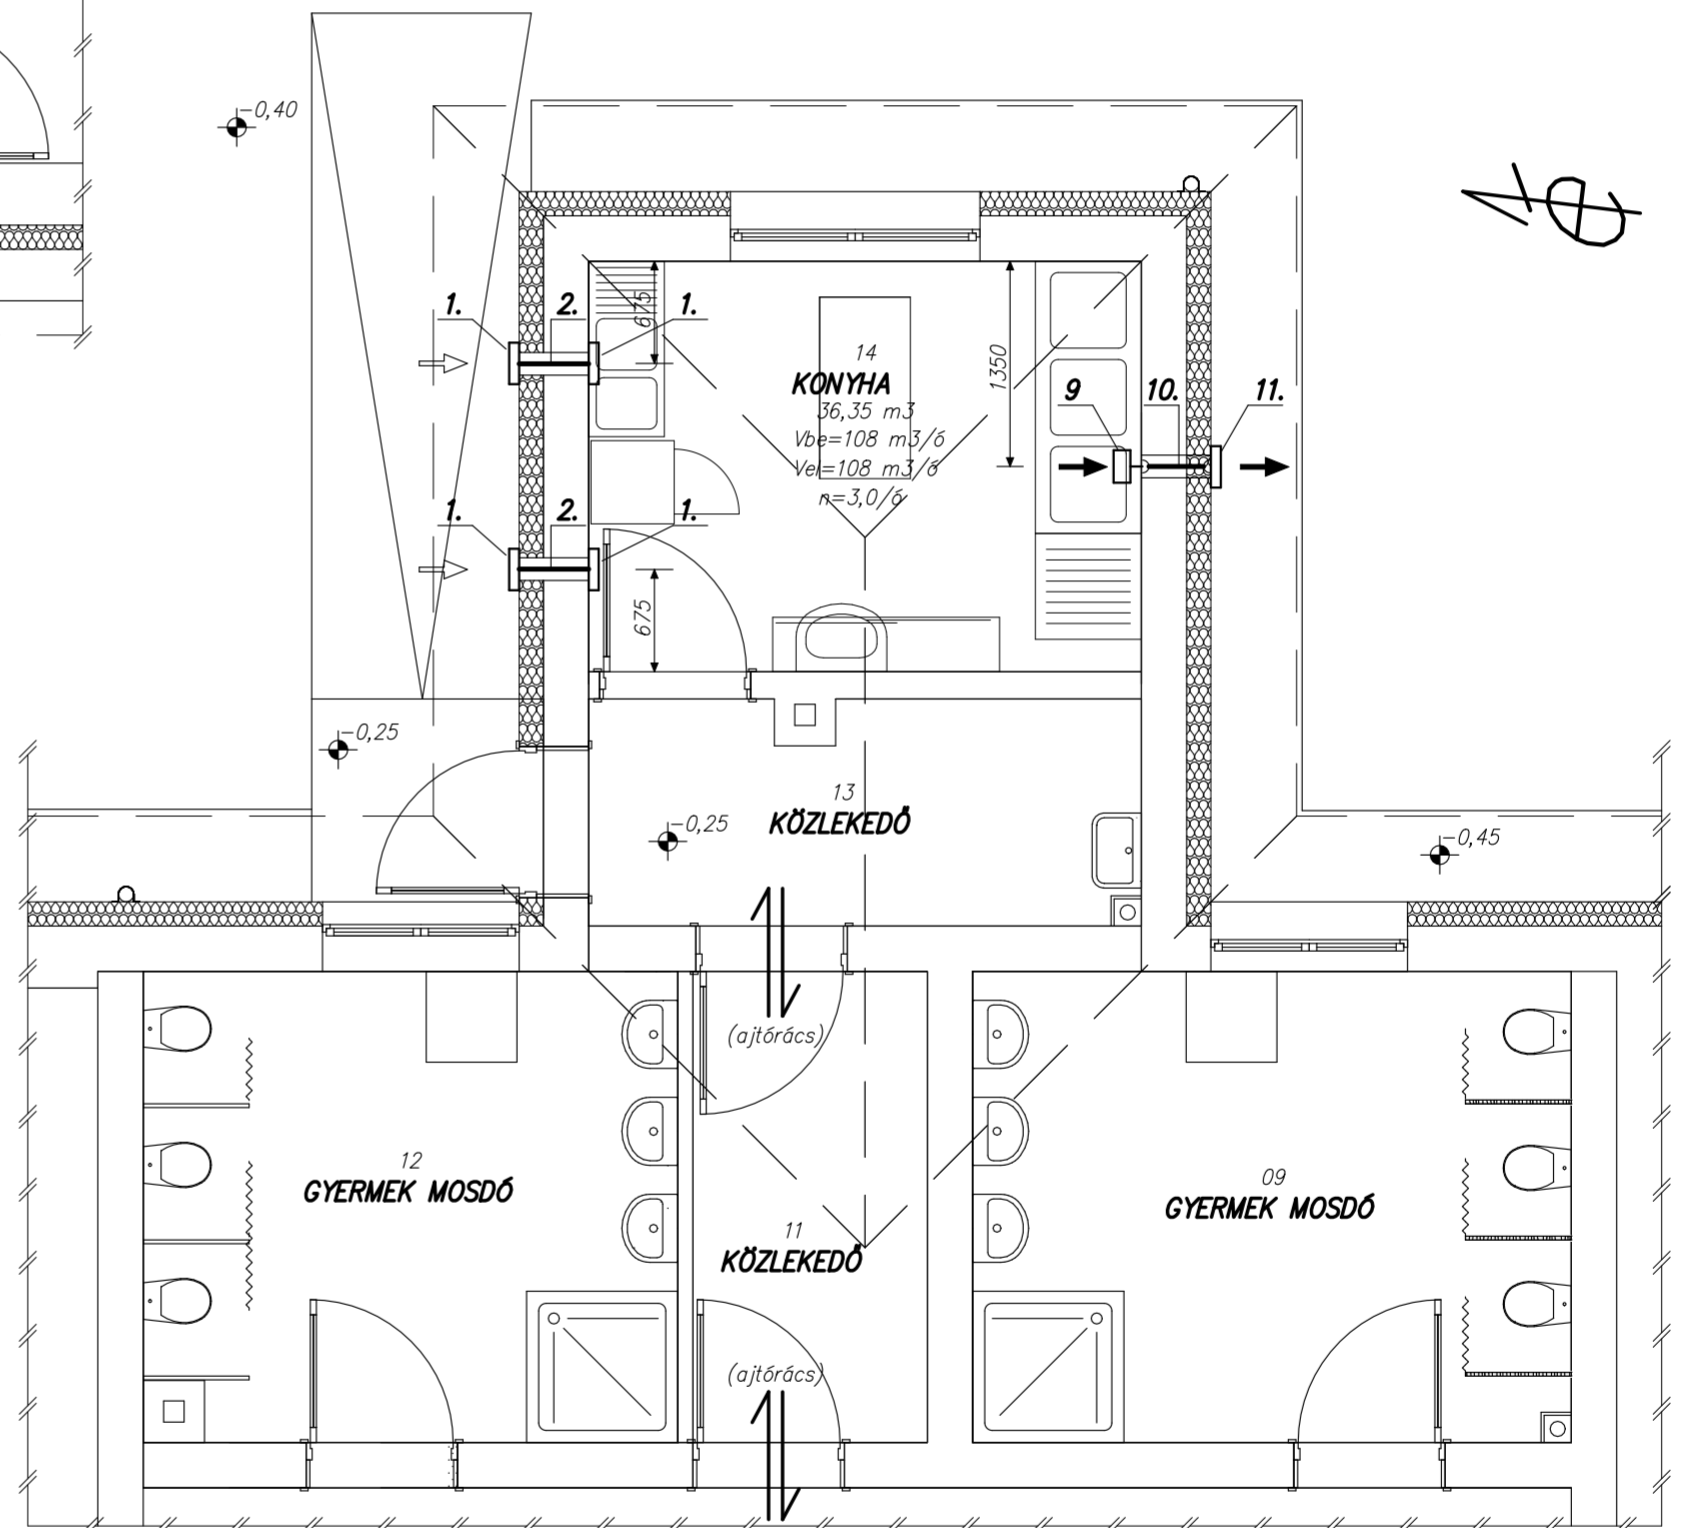 -0,40
1.
2.
1.
675
14
KONYHA
36,35 m3
Vbe=108 m3/ó
Vel=108 m3/ó
n=3,0/ó
1350
9
10.
11.
1.
2.
1.
675
-0,25
13
KÖZLEKEDŐ
-0,25
-0,45
(ajtórács)
12
GYERMEK MOSDÓ
09
GYERMEK MOSDÓ
11
KÖZLEKEDŐ
(ajtórács)